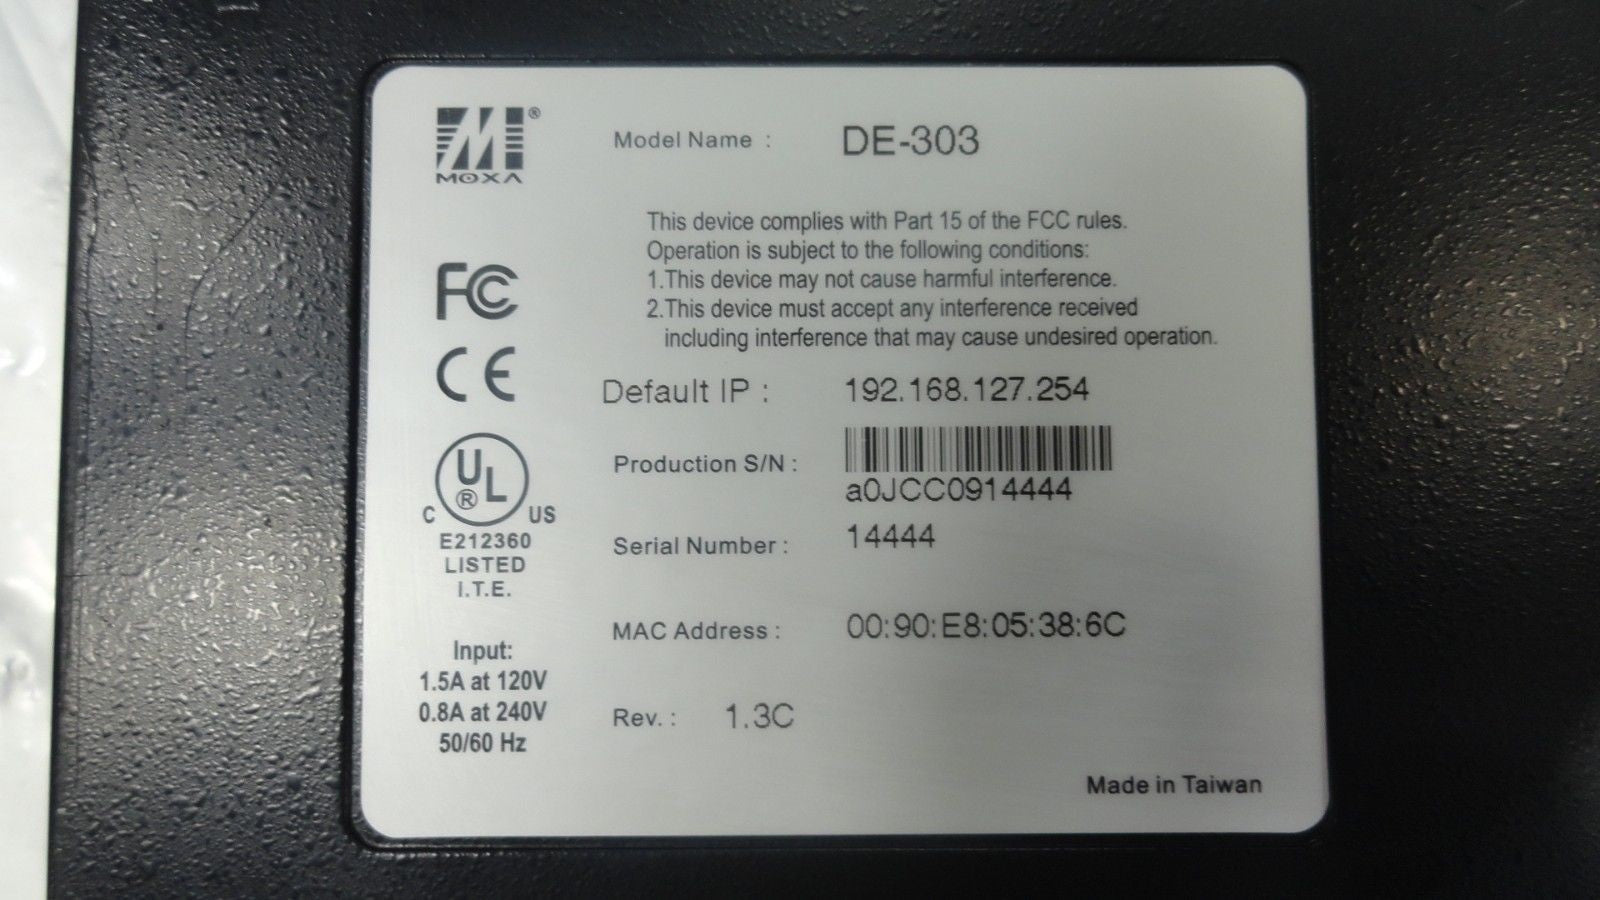 M®
MOXA
Model Name : DE-303
This device complies with Part 15 of the FCC rules.
Operation is subject to the following conditions:
1.This device may not cause harmful interference.
2.This device must accept any interference received
including interference that may cause undesired operation.
FC
CE
Default IP : 192.168.127.254
Production S/N : a0JCC0914444
C UL® US
E212360
LISTED
I.T.E.
Serial Number : 14444
MAC Address : 00:90:E8:05:38:6C
Input:
1.5A at 120V
0.8A at 240V
50/60 Hz
Rev. : 1.3C
Made in Taiwan